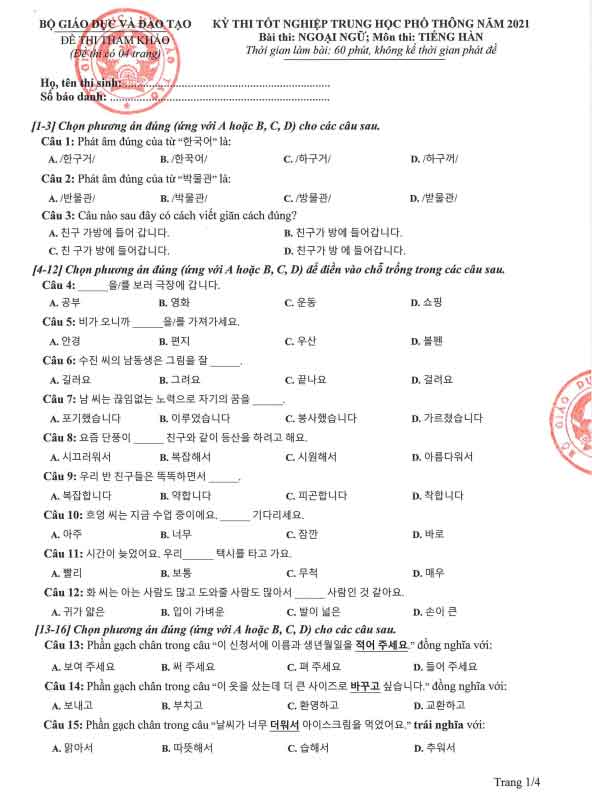 BỘ GIÁO DỤC VÀ ĐÀO TẠO
ĐỀ THI THAM KHẢO
(Đề thi có 04 trang)
KỲ THI TỐT NGHIỆP TRUNG HỌC PHỔ THÔNG NĂM 2021
Bài thi: NGOẠI NGỮ; Môn thi: TIẾNG HÀN
Thời gian làm bài: 60 phút, không kể thời gian phát đề
Họ, tên thí sinh: ..........................................................
Số báo danh: ..........................................................
[1-3] Chọn phương án đúng (ứng với A hoặc B, C, D) cho các câu sau.
Câu 1: Phát âm đúng của từ "한국어" là:
A. /한구거/ B. /한꾹어/ C. /하구거/ D. /하구꺼/
Câu 2: Phát âm đúng của từ "박물관" là:
A. /반물관/ B. /박물관/ C. /방물관/ D. /받물관/
Câu 3: Câu nào sau đây có cách viết giãn cách đúng?
A. 친구 가방에 들어 갑니다. B. 친구가 방 에 들어갑니다.
C. 친 구가 방에 들어 갑니다. D. 친구가 방에 들어갑니다.
[4-12] Chọn phương án đúng (ứng với A hoặc B, C, D) để điền vào chỗ trống trong các câu sau.
Câu 4: ______을/를 보러 극장에 갑니다.
A. 공부 B. 영화 C. 운동 D. 쇼핑
Câu 5: 비가 오니까 ______을/를 가져가세요.
A. 안경 B. 편지 C. 우산 D. 볼펜
Câu 6: 수진 씨의 남동생은 그림을 잘 ______.
A. 길러요 B. 그려요 C. 끝나요 D. 걸려요
Câu 7: 남 씨는 끊임없는 노력으로 자기의 꿈을 ______.
A. 포기했습니다 B. 이루었습니다 C. 봉사했습니다 D. 가르쳤습니다
Câu 8: 요즘 단풍이 ______ 친구와 같이 등산을 하려고 해요.
A. 시끄러워서 B. 복잡해서 C. 시원해서 D. 아름다워서
Câu 9: 우리 반 친구들은 똑똑하면서 ______.
A. 복잡합니다 B. 약합니다 C. 피곤합니다 D. 착합니다
Câu 10: 흐엉 씨는 지금 수업 중이에요. ______ 기다리세요.
A. 아주 B. 너무 C. 잠깐 D. 바로
Câu 11: 시간이 늦었어요. 우리______ 택시를 타고 가요.
A. 빨리 B. 보통 C. 무척 D. 매우
Câu 12: 화 씨는 아는 사람도 많고 도와줄 사람도 많아서 ______ 사람인 것 같아요.
A. 귀가 얇은 B. 입이 가벼운 C. 발이 넓은 D. 손이 큰
[13-16] Chọn phương án đúng (ứng với A hoặc B, C, D) cho các câu sau.
Câu 13: Phần gạch chân trong câu "이 신청서에 이름과 생년월일을 적어 주세요." đồng nghĩa với:
A. 보여 주세요 B. 써 주세요 C. 펴 주세요 D. 들어 주세요
Câu 14: Phần gạch chân trong câu "이 옷을 샀는데 더 큰 사이즈로 바꾸고 싶습니다." đồng nghĩa với:
A. 보내고 B. 부치고 C. 환영하고 D. 교환하고
Câu 15: Phần gạch chân trong câu "날씨가 너무 더워서 아이스크림을 먹었어요." trái nghĩa với:
A. 맑아서 B. 따뜻해서 C. 습해서 D. 추워서
Trang 1/4